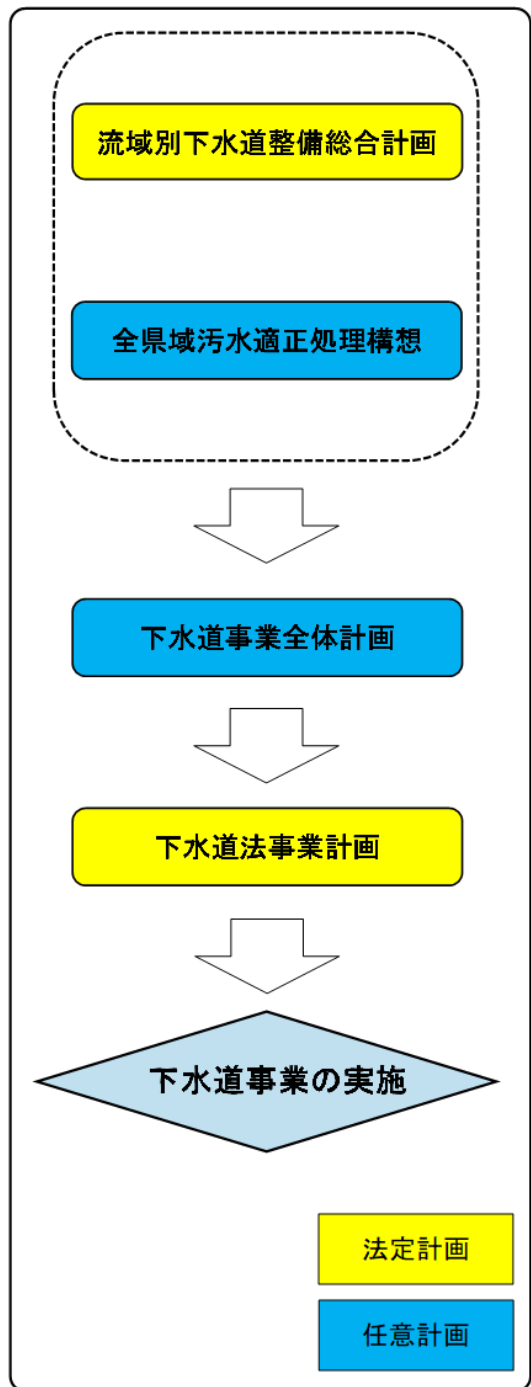 流域別下水道整備総合計画
全県域汚水適正処理構想
下水道事業全体計画
下水道法事業計画
下水道事業の実施
法定計画
任意計画